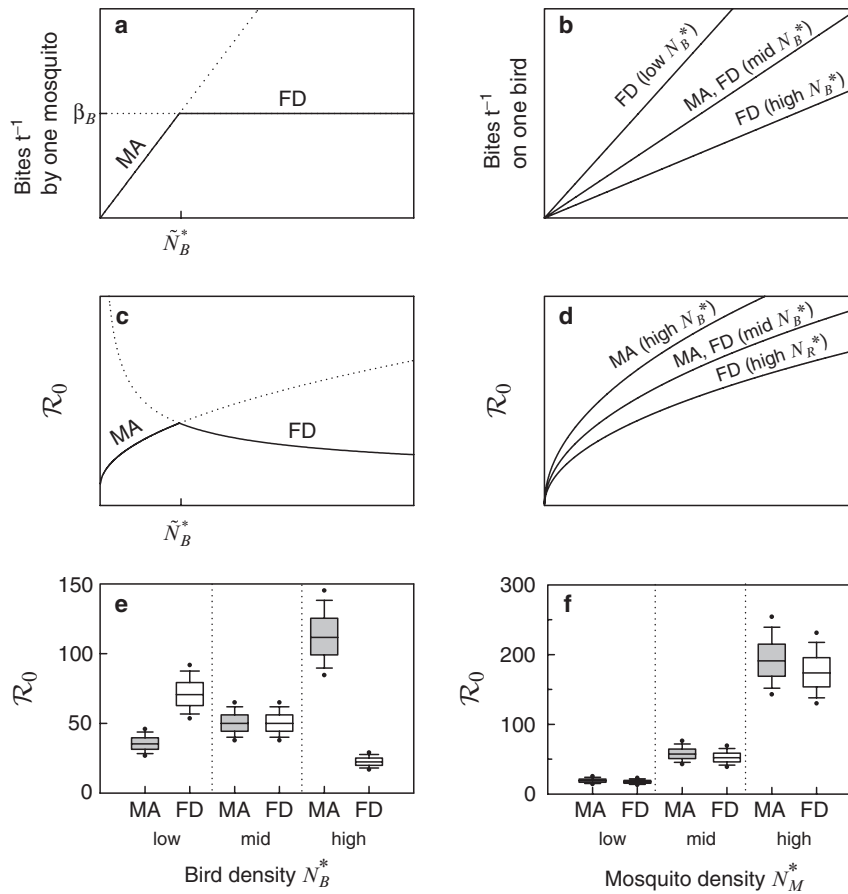 a
Bites t⁻¹
by one mosquito
β_B
MA
FD
Ñ_B^*
b
Bites t⁻¹
on one bird
FD (low N_B^*)
MA, FD (mid N_B^*)
FD (high N_B^*)
c
R₀
MA
FD
Ñ_B^*
d
R₀
MA (high N_B^*)
MA, FD (mid N_B^*)
FD (high N_R^*)
e
R₀
150
100
50
0
MA FD MA FD MA FD
low mid high
Bird density N_B^*
f
R₀
300
200
100
0
MA FD MA FD MA FD
low mid high
Mosquito density N_M^*